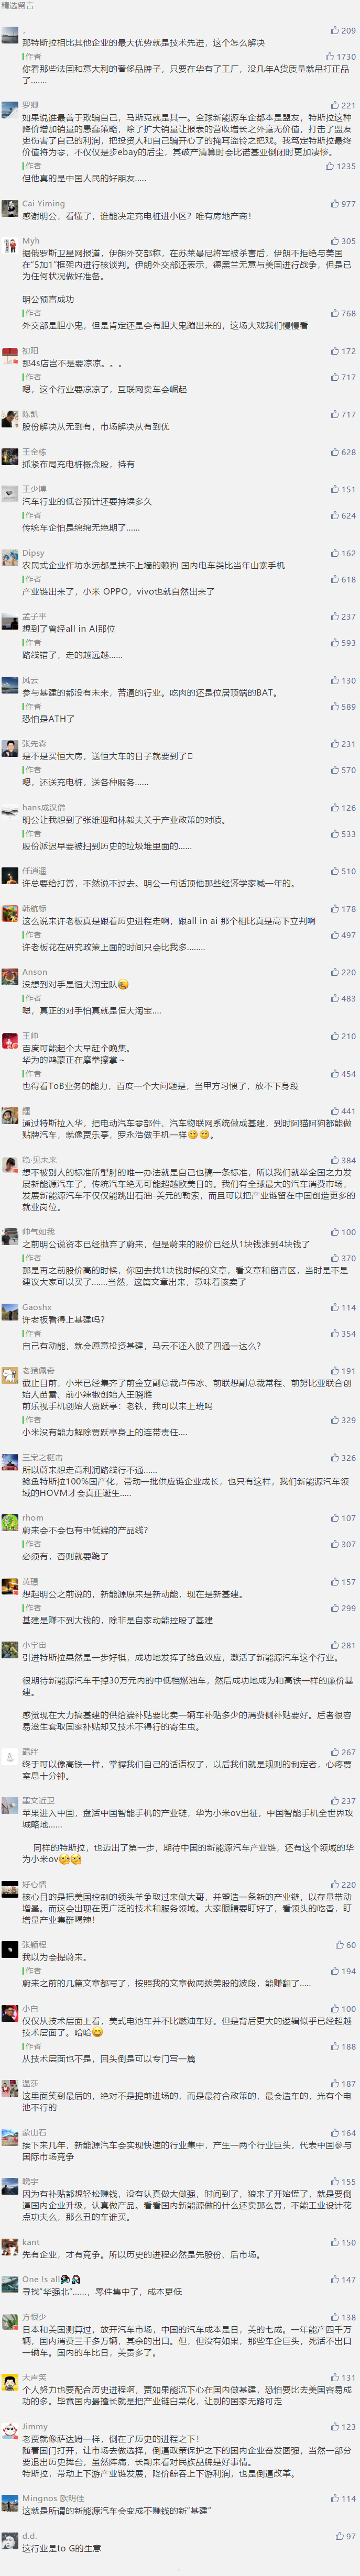 精选留言
，
209
那特斯拉相比其他企业的最大优势就是技术先进，这个怎么解决
作者
1730
你看那些法国和意大利的奢侈品牌子，只要在华有了工厂，没几年A货质量就吊打正品
了.......
罗卿
221
如果说谁最善于欺骗自己，马斯克就是其一。全球新能源车企都本是盟友，特斯拉这种
降价增加销量的愚蠢策略，除了扩大销量让报表的营收增长之外毫无价值，打击了盟友
更伤害了自己的利润，把投资人和自己骗开心了的掩耳盗铃之把戏。我笃定特斯拉最终
价值将为零，不仅仅是步ebay的后尘，其破产清算时会比诺基亚倒闭时更加凄惨。
作者
1235
但他真的是中国人民的好朋友.....
Cai Yiming
977
感谢明公，看懂了，谁能决定充电桩进小区？唯有房地产商！
Myh
305
据俄罗斯卫星网报道，伊朗外交部称，在苏莱曼尼将军被杀害后，伊朗不拒绝与美国
在"5加1"框架内进行核谈判。伊朗外交部还表示，德黑兰无意与美国进行战争，但是已
为任何状况做好准备。
明公预言成功
作者
768
外交部是胆小鬼，但是肯定还是会有胆大鬼蹦出来的，这场大戏我们慢慢看
初阳
172
那4s店岂不是要凉凉。。。
作者
717
嗯，这个行业要凉凉了，互联网卖车会崛起
陈凯
717
股份解决从无到有，市场解决从有到优
王金栋
628
抓紧布局充电桩概念股，持有
王少博
151
汽车行业的低谷预计还要持续多久
作者
624
传统车企怕是绵绵无绝期了......
Dipsy
162
农民式企业作坊永远都是扶不上墙的赖狗 国内电车类比当年山寨手机
作者
618
产业链出来了，小米 OPPO，vivo也就自然出来了
孟子平
237
想到了曾经all in AI那位
作者
593
路线错了，走的越远越......
风云
130
参与基建的都没有未来，苦逼的行业。吃肉的还是位居顶端的BAT。
作者
589
恐怕是ATH了
张先森
231
是不是买恒大房，送恒大车的日子就要到了
作者
570
嗯，还送充电桩，送各种服务......
hans成汉僧
126
明公让我想到了张维迎和林毅夫关于产业政策的对喷。
作者
533
股份派迟早要被扫到历史的垃圾堆里面的......
任逍遥
510
许总要给打赏，不然说不过去。明公一句话顶他那些经济学家喊一年的。
韩航标
178
这么说来许老板真是跟着历史进程走啊，跟all in ai 那个相比真是高下立判啊
作者
497
许老板花在研究政策上面的时间只会比我多........
Anson
220
没想到对手是恒大淘宝队
作者
483
嗯，真正的对手怕真就是恒大淘宝....
王帅
210
百度可能起个大早赶个晚集。
华为的鸿蒙正在摩拳擦掌～
作者
454
也得看ToB业务的能力，百度一个大问题是，当甲方习惯了，放不下身段
441
通过特斯拉入华，把电动汽车零部件、汽车物联网系统做成基建，到时阿猫阿狗都能做
贴牌汽车，就像贾乐亭，罗永浩做手机一样。
稳·见未来
384
想不被别人的标准所掣肘的唯一办法就是自己也搞一条标准，所以我们就举全国之力发
展新能源汽车了，传统汽车绝无可能超越欧美日的。我们有全球最大的汽车消费市场，
发展新能源汽车不仅仅能跳出石油-美元的勒索，而且可以把产业链留在中国创造更多的
就业岗位。
帅气如我
100
之前明公说资本已经抛弃了蔚来，但是蔚来的股价已经从1块钱涨到4块钱了
作者
370
那是再之前股价高的时候，你回去找1块钱时候的文章，看文章和留言区，当时是不是
建议大家可以买了.......当然，这篇文章出来，意味看该卖了
Gaoshx
114
许老板看得上基建吗？
作者
354
自己有动能，就会愿意投资基建，马云不还入股了四通一达么？
老猪佩奇
191
截止目前，小米已经集齐了前金立副总裁卢伟冰、前联想副总裁常程、前努比亚联合创
始人苗雷、前小辣椒创始人王晓雁
前乐视手机创始人贾跃亭：老铁，我可以来上班吗
作者
329
小米没有能力解除贾跃亭身上的连带责任....
三案之梃击
326
所以蔚来想走高利润路线行不通......
鲶鱼特斯拉100%国产化，带动一批供应链企业成长，也只有这样，我们新能源汽车领
域的HOVM才会真正诞生.....
rhom
107
蔚来会不会也有中低端的产品线？
作者
307
必须有，否则就要跪了
157
想起明公之前说的，新能源原来是新动能，现在是新基建。
作者
299
基建是赚不到大钱的，除非是自家动能控股了基建
小宇宙
281
引进特斯拉果然是一步好棋，成功地发挥了鲶鱼效应，激活了新能源汽车这个行业。
很期待新能源汽车干掉30万元内的中低档燃油车，然后成功地成为和高铁一样的廉价基
建。
感觉现在大力搞基建的供给端补贴要比卖一辆车补贴多少的消费侧补贴要好。后者很容
易滋生套取国家补贴却又技术不得行的寄生虫。
羁绊
267
终于可以像高铁一样，掌握我们自己的话语权了，以后我们就是规则的制定者，心疼贾
窒息十分钟。
墨文近卫
237
苹果进入中国，盘活中国智能手机的产业链，华为小米ov出征，中国智能手机全世界攻
城略地......
同样的特斯拉，也迈出了第一步，期待中国的新能源汽车产业链，还有这个领域的华
为小米ov
好心情
220
核心目的是把美国控制的领头羊争取过来做大哥，并塑造一条新的产业链，以存量带动
增量。而这会出现在更广泛的技术和服务领域。大家眼睛要盯好了，看领头的吃香，盯
增量产业集群喝辣！
张颖程
60
我以为会提蔚来。
作者
194
蔚来之前的几篇文章都写了，按照我的文章做两拨美股的波段，能赚翻了.....
小白
100
仅仅从技术层面上看，美式电池车并不比燃油车好。但是背后更大的逻辑似乎已经超越
技术层面了。哈哈
作者
188
从技术层面也不是，回头倒是可以专门写一篇
温莎
187
这里面笑到最后的，绝对不是提前进场的，而是最符合政策的，最会造车的，光有个电
池不行的
蒙山石
164
接下来几年，新能源汽车会实现快速的行业集中，产生一两个行业巨头，代表中国参与
国际市场竞争
晴宇
155
因为有补贴都想轻松赚钱，没有认真做大做强，时间到了，狼来了开始慌了，就是要倒
逼国内企业升级，认真做产品。看看国内新能源做的什么还卖那么贵，不能工业设计花
点功夫么，那么丑的车谁买。
kant
150
先有企业，才有竞争。所以历史的进程必然是先股份、后市场。
One !s all
147
寻找"华强北"......，零件集中了，成本更低
方恨少
138
日本和美国测算过，放开汽车市场，中国的汽车成本是日，美的七成。一年能产四千万
辆，国内消费三千多万辆，其余的出口。但，但没有如果，那些车企巨头，死活不出口
一辆车。国内的车比日，美贵多了。
大声笑
131
个人努力也要配合历史进程啊，贾如果能沉下心在国内做基建，恐怕要比去美国容易成
功的多。毕竟国内最擅长就是把产业链白菜化，让别的国家无路可走
Jimmy
123
老贾就像萨达姆一样，倒在了历史的进程之下！
随着国门打开，让市场去做选择，倒逼政策保护之下的国内企业奋发图强，当然一部分
要退出历史舞台，虽然阵痛，长期来看对民族品牌是好事情。
特斯拉，带动上下游产业链发展，降价鲸吞上下游利润，也是倒逼改革。
Mingnos 欧明佳
114
这就是所谓的新能源汽车会变成不赚钱的新"基建"
d.d.
97
这行业是to G的生意